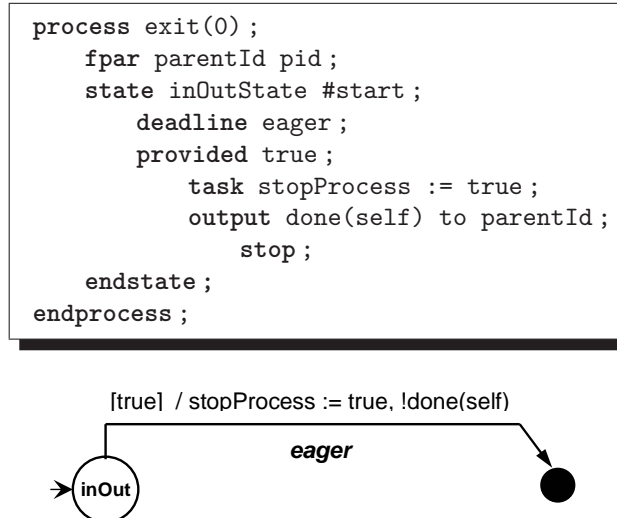 process exit(0) ;
fpar parentId pid ;
state inOutState #start ;
deadline eager ;
provided true ;
task stopProcess := true ;
output done(self) to parentId ;
stop ;
endstate ;
endprocess ;
[true] / stopProcess := true, !done(self)
eager
inOut